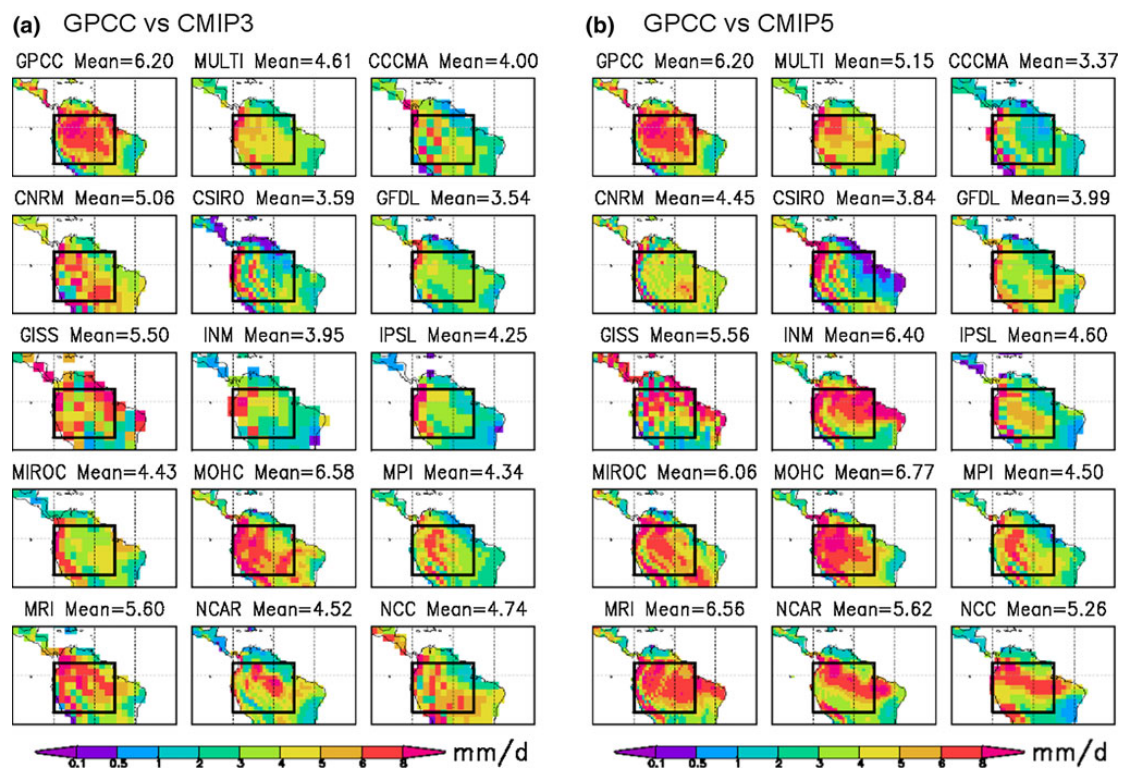 (a) GPCC vs CMIP3
GPCC Mean=6.20 MULTI Mean=4.61 CCCMA Mean=4.00
CNRM Mean=5.06 CSIRO Mean=3.59 GFDL Mean=3.54
GISS Mean=5.50 INM Mean=3.95 IPSL Mean=4.25
MIROC Mean=4.43 MOHC Mean=6.58 MPI Mean=4.34
MRI Mean=5.60 NCAR Mean=4.52 NCC Mean=4.74
0.1 0.5 1 2 3 4 5 6 8 mm/d
(b) GPCC vs CMIP5
GPCC Mean=6.20 MULTI Mean=5.15 CCCMA Mean=3.37
CNRM Mean=4.45 CSIRO Mean=3.84 GFDL Mean=3.99
GISS Mean=5.56 INM Mean=6.40 IPSL Mean=4.60
MIROC Mean=6.06 MOHC Mean=6.77 MPI Mean=4.50
MRI Mean=6.56 NCAR Mean=5.62 NCC Mean=5.26
0.1 0.5 1 2 3 4 5 6 8 mm/d